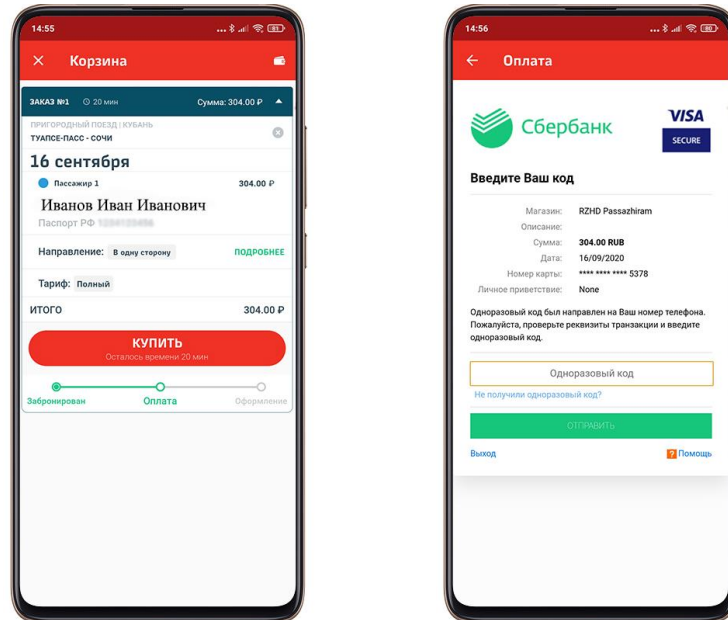 14:55
81
Корзина
ЗАКАЗ №1 20 мин Сумма: 304.00 ₽
ПРИГОРОДНЫЙ ПОЕЗД | КУБАНЬ
ТУАПСЕ-ПАСС - СОЧИ
16 сентября
Пассажир 1 304.00 ₽
Иванов Иван Иванович
Паспорт РФ
Направление: В одну сторону ПОДРОБНЕЕ
Тариф: Полный
ИТОГО 304.00 ₽
КУПИТЬ
Осталось времени 20 мин
Забронирован Оплата Оформление
14:56
80
Оплата
Сбербанк
VISA
SECURE
Введите Ваш код
Магазин: RZHD Passazhiram
Описание:
Сумма: 304.00 RUB
Дата: 16/09/2020
Номер карты: **** **** **** 5378
Личное приветствие: None
Одноразовый код был направлен на Ваш номер телефона.
Пожалуйста, проверьте реквизиты транзакции и введите
одноразовый код.
Одноразовый код
Не получили одноразовый код?
ОТПРАВИТЬ
Выход ? Помощь